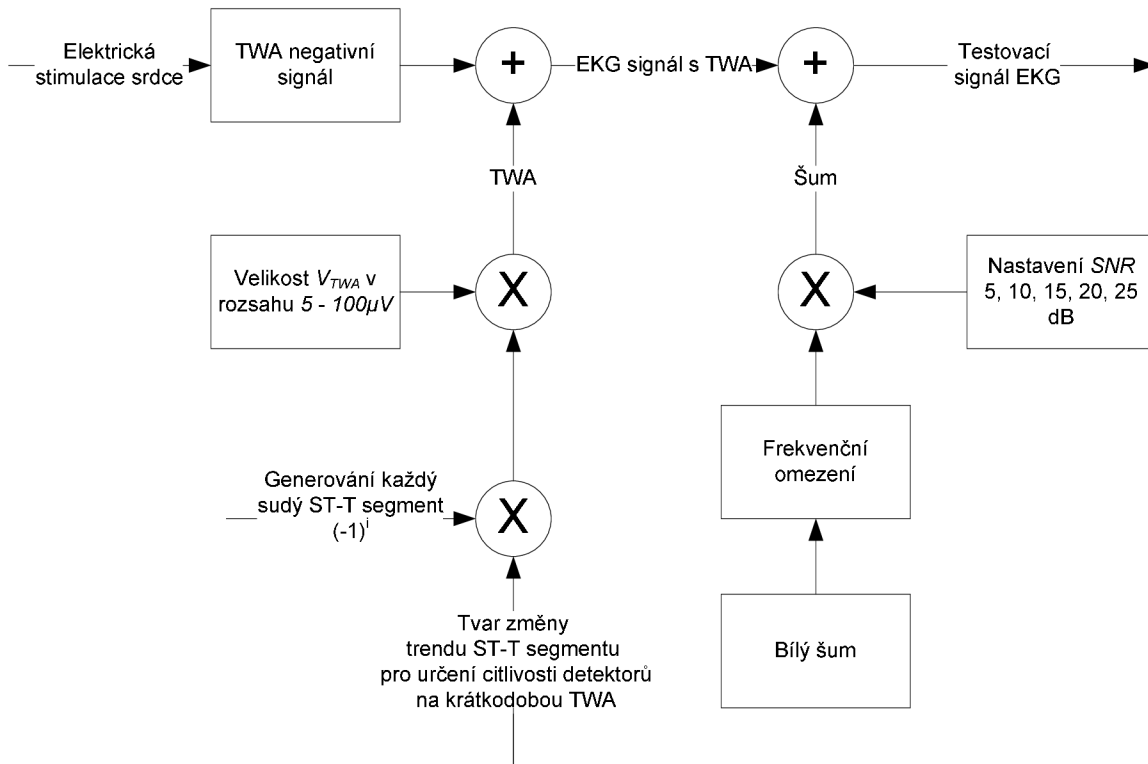 Elektrická
stimulace srdce
TWA negativní
signál
+
EKG signál s TWA
+
Testovací
signál EKG
TWA
Šum
Velikost V_TWA v
rozsahu 5 - 100µV
X
X
Nastavení SNR
5, 10, 15, 20, 25
dB
Frekvenční
omezení
Generování každý
sudý ST-T segment
(-1)^i
X
Tvar změny
trendu ST-T segmentu
pro určení citlivosti detektorů
na krátkodobou TWA
Bílý šum